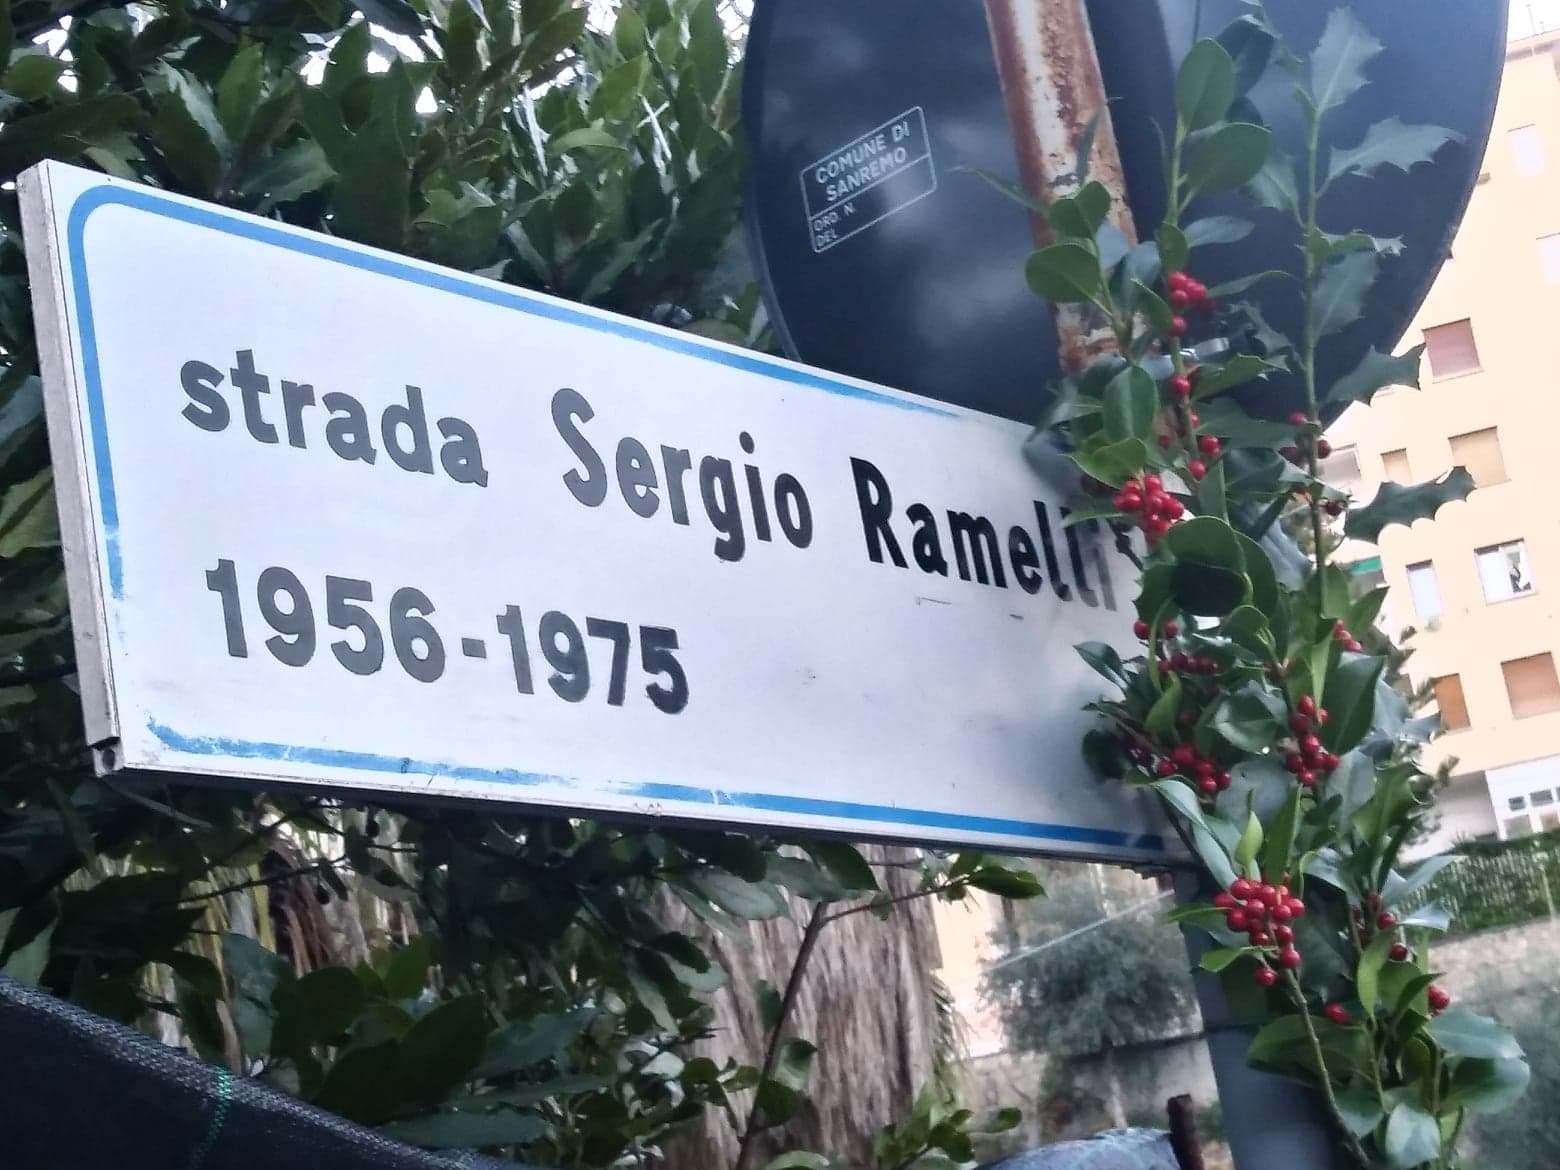 COMUNE DI
SANREMO
ORD. N.
DEL
strada Sergio Ramelli
1956-1975